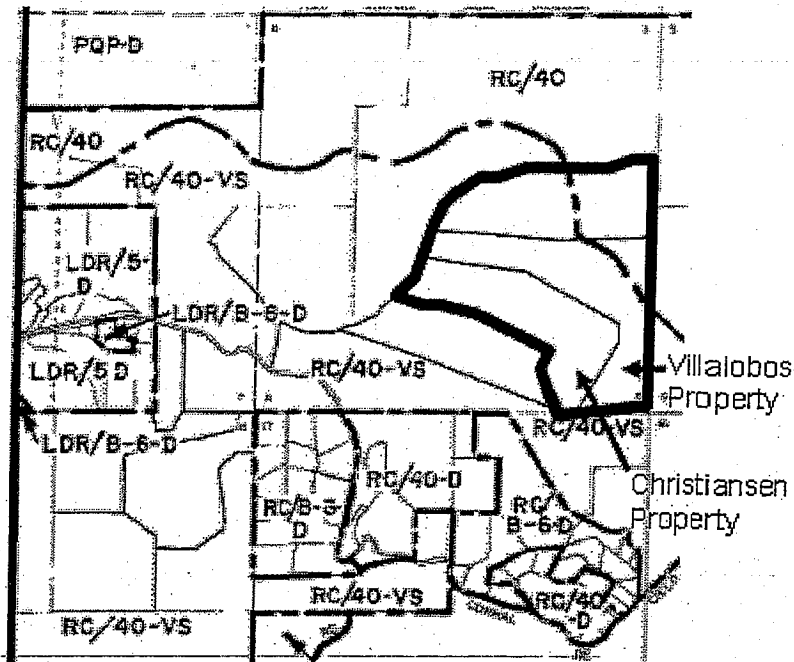 PQP-D
RC/40
RC/40
RC/40-VS
LDR/5-
D
LDR/B-6-D
LDR/5 D
RC/40-VS
Villalobos
Property
RC/40-VS
LDR/B-6-D
RC/40-D
Christiansen
Property
RC/B-5-
D
RC/
B-6-D
RC/40-VS
RC/40
-D
RC/40-VS